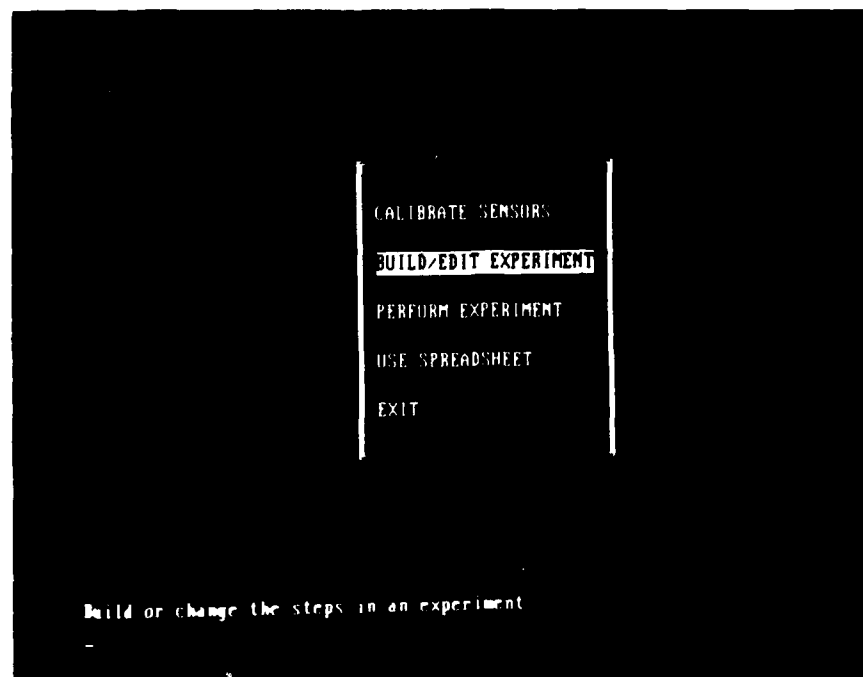 CALIBRATE SENSORS
BUILD/EDIT EXPERIMENT
PERFORM EXPERIMENT
USE SPREADSHEET
EXIT
Build or change the steps in an experiment